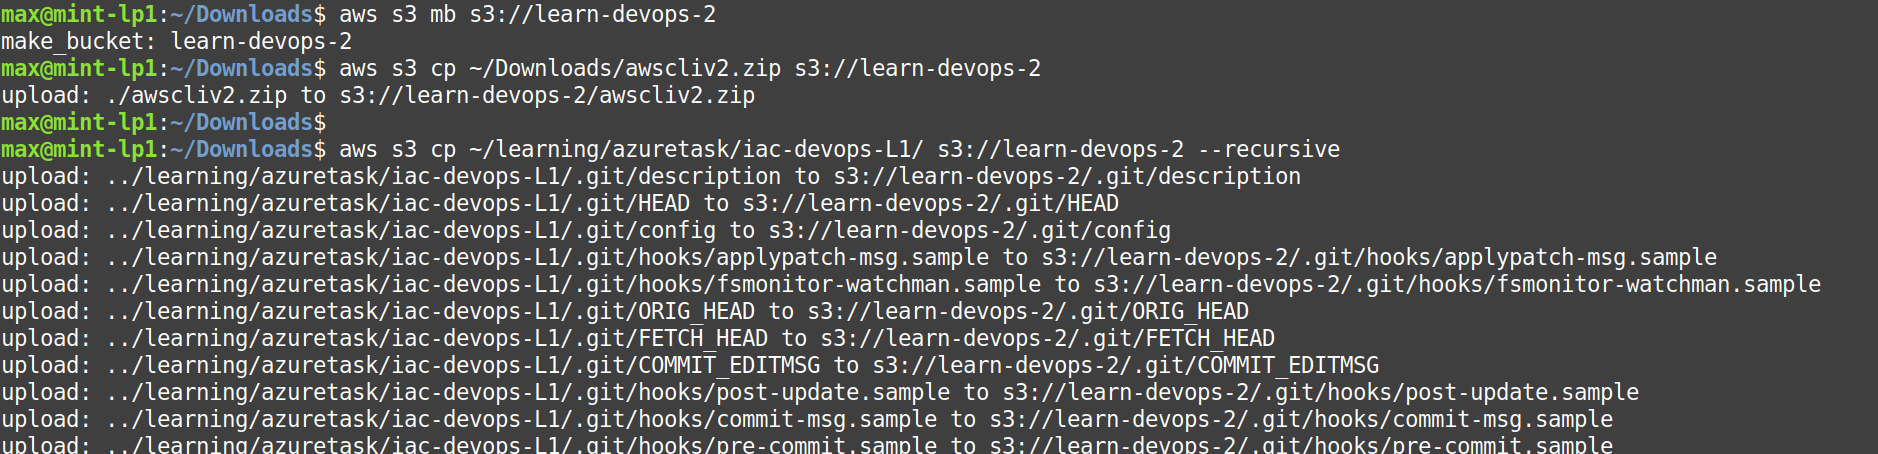 max@mint-lp1:~/Downloads$ aws s3 mb s3://learn-devops-2
make_bucket: learn-devops-2
max@mint-lp1:~/Downloads$ aws s3 cp ~/Downloads/awscliv2.zip s3://learn-devops-2
upload: ./awscliv2.zip to s3://learn-devops-2/awscliv2.zip
max@mint-lp1:~/Downloads$
max@mint-lp1:~/Downloads$ aws s3 cp ~/learning/azuretask/iac-devops-L1/ s3://learn-devops-2 --recursive
upload: ../learning/azuretask/iac-devops-L1/.git/description to s3://learn-devops-2/.git/description
upload: ../learning/azuretask/iac-devops-L1/.git/HEAD to s3://learn-devops-2/.git/HEAD
upload: ../learning/azuretask/iac-devops-L1/.git/config to s3://learn-devops-2/.git/config
upload: ../learning/azuretask/iac-devops-L1/.git/hooks/applypatch-msg.sample to s3://learn-devops-2/.git/hooks/applypatch-msg.sample
upload: ../learning/azuretask/iac-devops-L1/.git/hooks/fsmonitor-watchman.sample to s3://learn-devops-2/.git/hooks/fsmonitor-watchman.sample
upload: ../learning/azuretask/iac-devops-L1/.git/ORIG_HEAD to s3://learn-devops-2/.git/ORIG_HEAD
upload: ../learning/azuretask/iac-devops-L1/.git/FETCH_HEAD to s3://learn-devops-2/.git/FETCH_HEAD
upload: ../learning/azuretask/iac-devops-L1/.git/COMMIT_EDITMSG to s3://learn-devops-2/.git/COMMIT_EDITMSG
upload: ../learning/azuretask/iac-devops-L1/.git/hooks/post-update.sample to s3://learn-devops-2/.git/hooks/post-update.sample
upload: ../learning/azuretask/iac-devops-L1/.git/hooks/commit-msg.sample to s3://learn-devops-2/.git/hooks/commit-msg.sample
upload: ../learning/azuretask/iac-devops-L1/.git/hooks/pre-commit.sample to s3://learn-devops-2/.git/hooks/pre-commit.sample